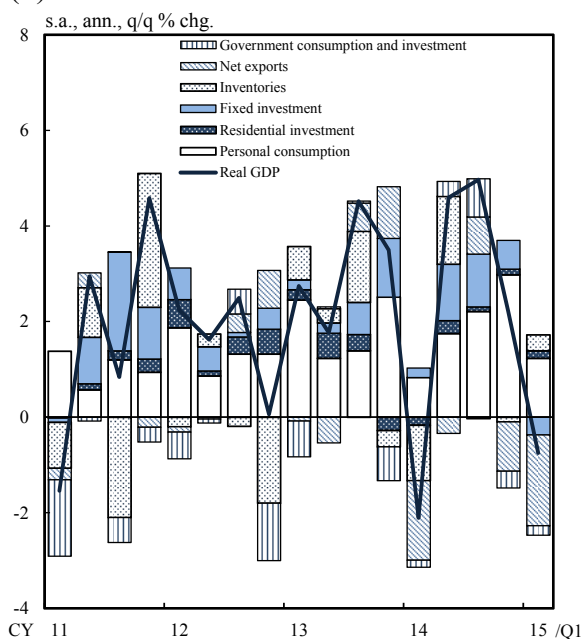 s.a., ann., q/q % chg.
8
Government consumption and investment
Net exports
Inventories
6
Fixed investment
Residential investment
Personal consumption
Real GDP
4
2
0
-2
-4
CY 11 12 13 14 15 /Q1